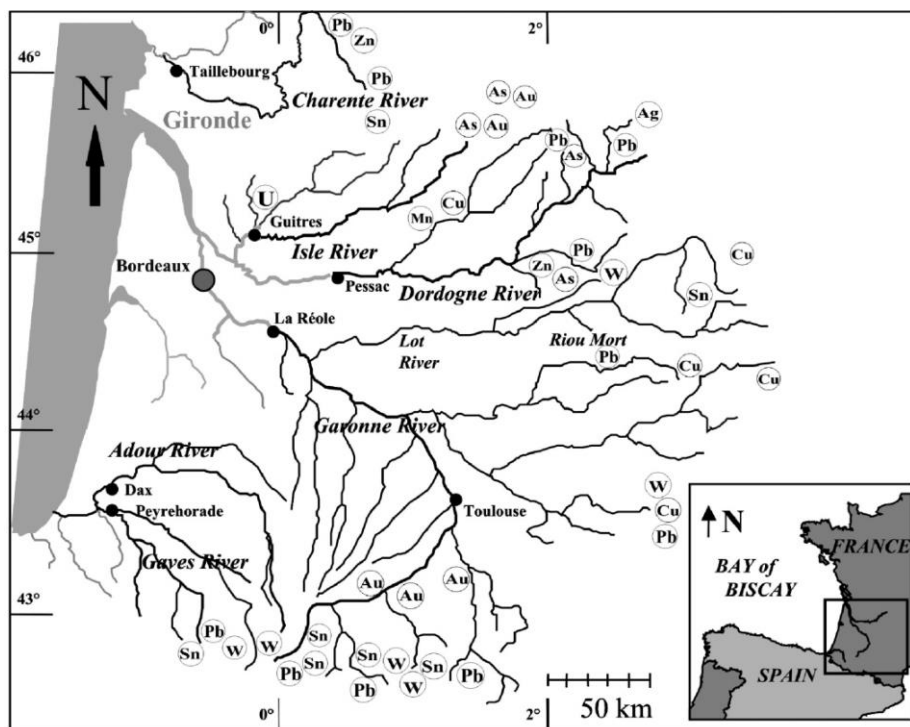 0°
2°
46°
45°
44°
43°
N
Taillebourg
Charente River
Gironde
Pb
Zn
Pb
Sn
As
Au
As
Au
Ag
Pb
As
Pb
U
Guitres
Mn
Cu
Isle River
Bordeaux
Pessac
Dordogne River
Zn
Pb
As
W
Cu
Sn
La Réole
Lot
River
Riou Mort
Pb
Cu
Cu
Garonne River
Adour River
Dax
Peyrehorade
Toulouse
W
Cu
Pb
Gaves River
Au
Au
Au
Sn
Pb
W
W
Sn
Pb
Sn
Sn
W
Sn
Pb
W
Pb
50 km
0°
2°
N
FRANCE
BAY of
BISCAY
SPAIN